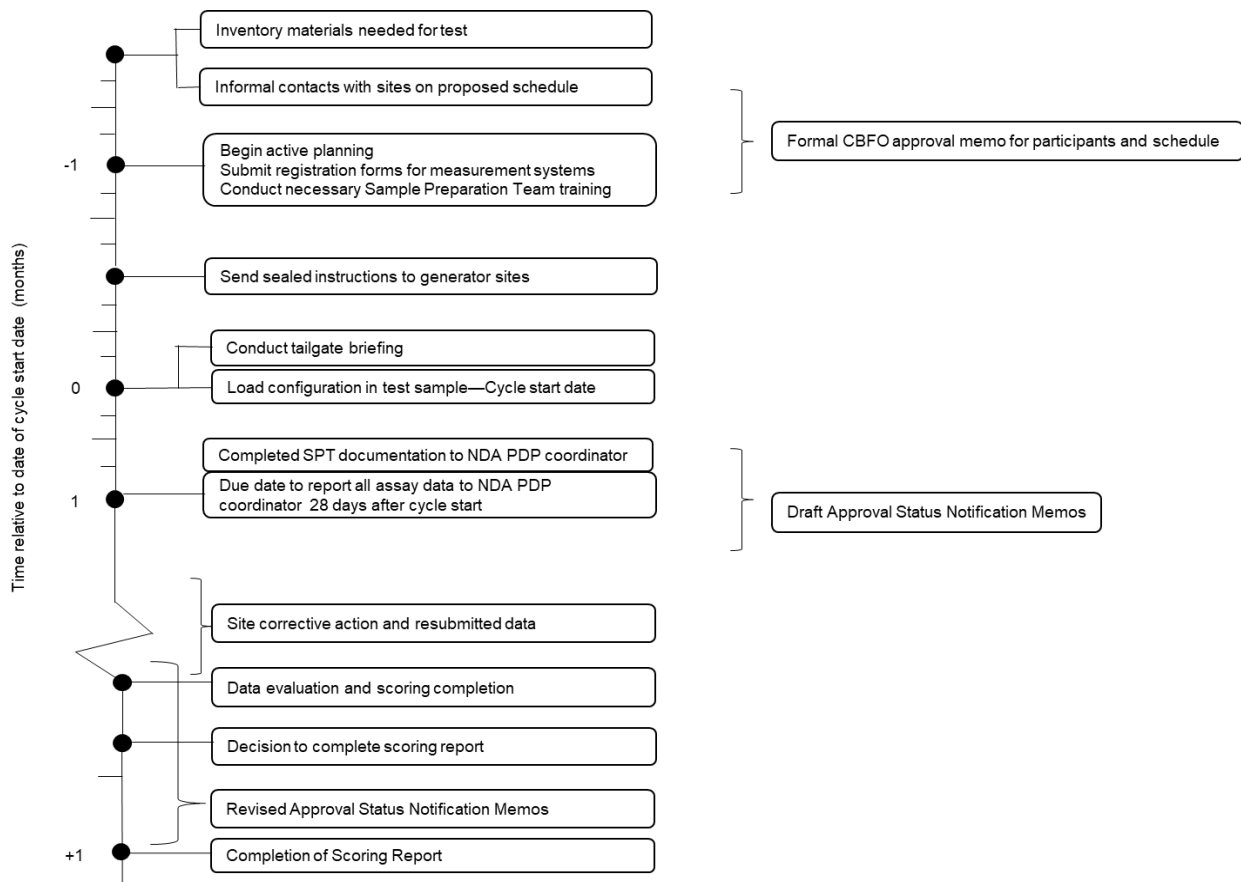 Inventory materials needed for test
Informal contacts with sites on proposed schedule
Formal CBFO approval memo for participants and schedule
-1
Begin active planning
Submit registration forms for measurement systems
Conduct necessary Sample Preparation Team training
Time relative to date of cycle start date (months)
Send sealed instructions to generator sites
Conduct tailgate briefing
0
Load configuration in test sample—Cycle start date
Completed SPT documentation to NDA PDP coordinator
1
Due date to report all assay data to NDA PDP
coordinator 28 days after cycle start
Draft Approval Status Notification Memos
Site corrective action and resubmitted data
Data evaluation and scoring completion
Decision to complete scoring report
Revised Approval Status Notification Memos
+1
Completion of Scoring Report